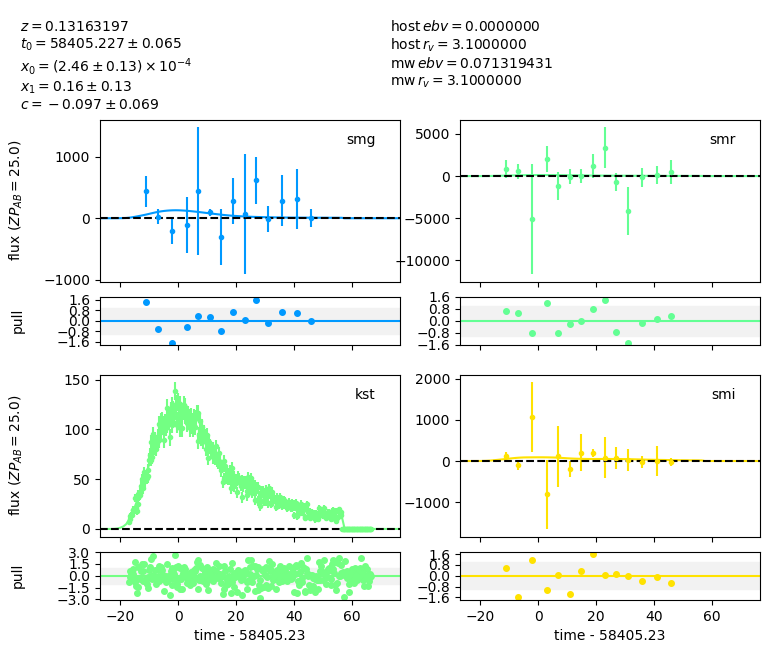 z = 0.13163197
t₀ = 58405.227 ± 0.065
x₀ = (2.46 ± 0.13) × 10⁻⁴
x₁ = 0.16 ± 0.13
c = −0.097 ± 0.069
host ebv = 0.0000000
host r_v = 3.1000000
mw ebv = 0.071319431
mw r_v = 3.1000000
flux (ZP_AB = 25.0)
1000
0
−1000
smg
5000
0
−5000
−10000
smr
pull
1.6
0.8
0.0
−0.8
−1.6
1.6
0.8
0.0
−0.8
−1.6
flux (ZP_AB = 25.0)
150
100
50
0
kst
2000
1000
0
−1000
smi
pull
3.0
1.5
0.0
−1.5
−3.0
1.6
0.8
0.0
−0.8
−1.6
−20 0 20 40 60
−20 0 20 40 60
time - 58405.23
time - 58405.23